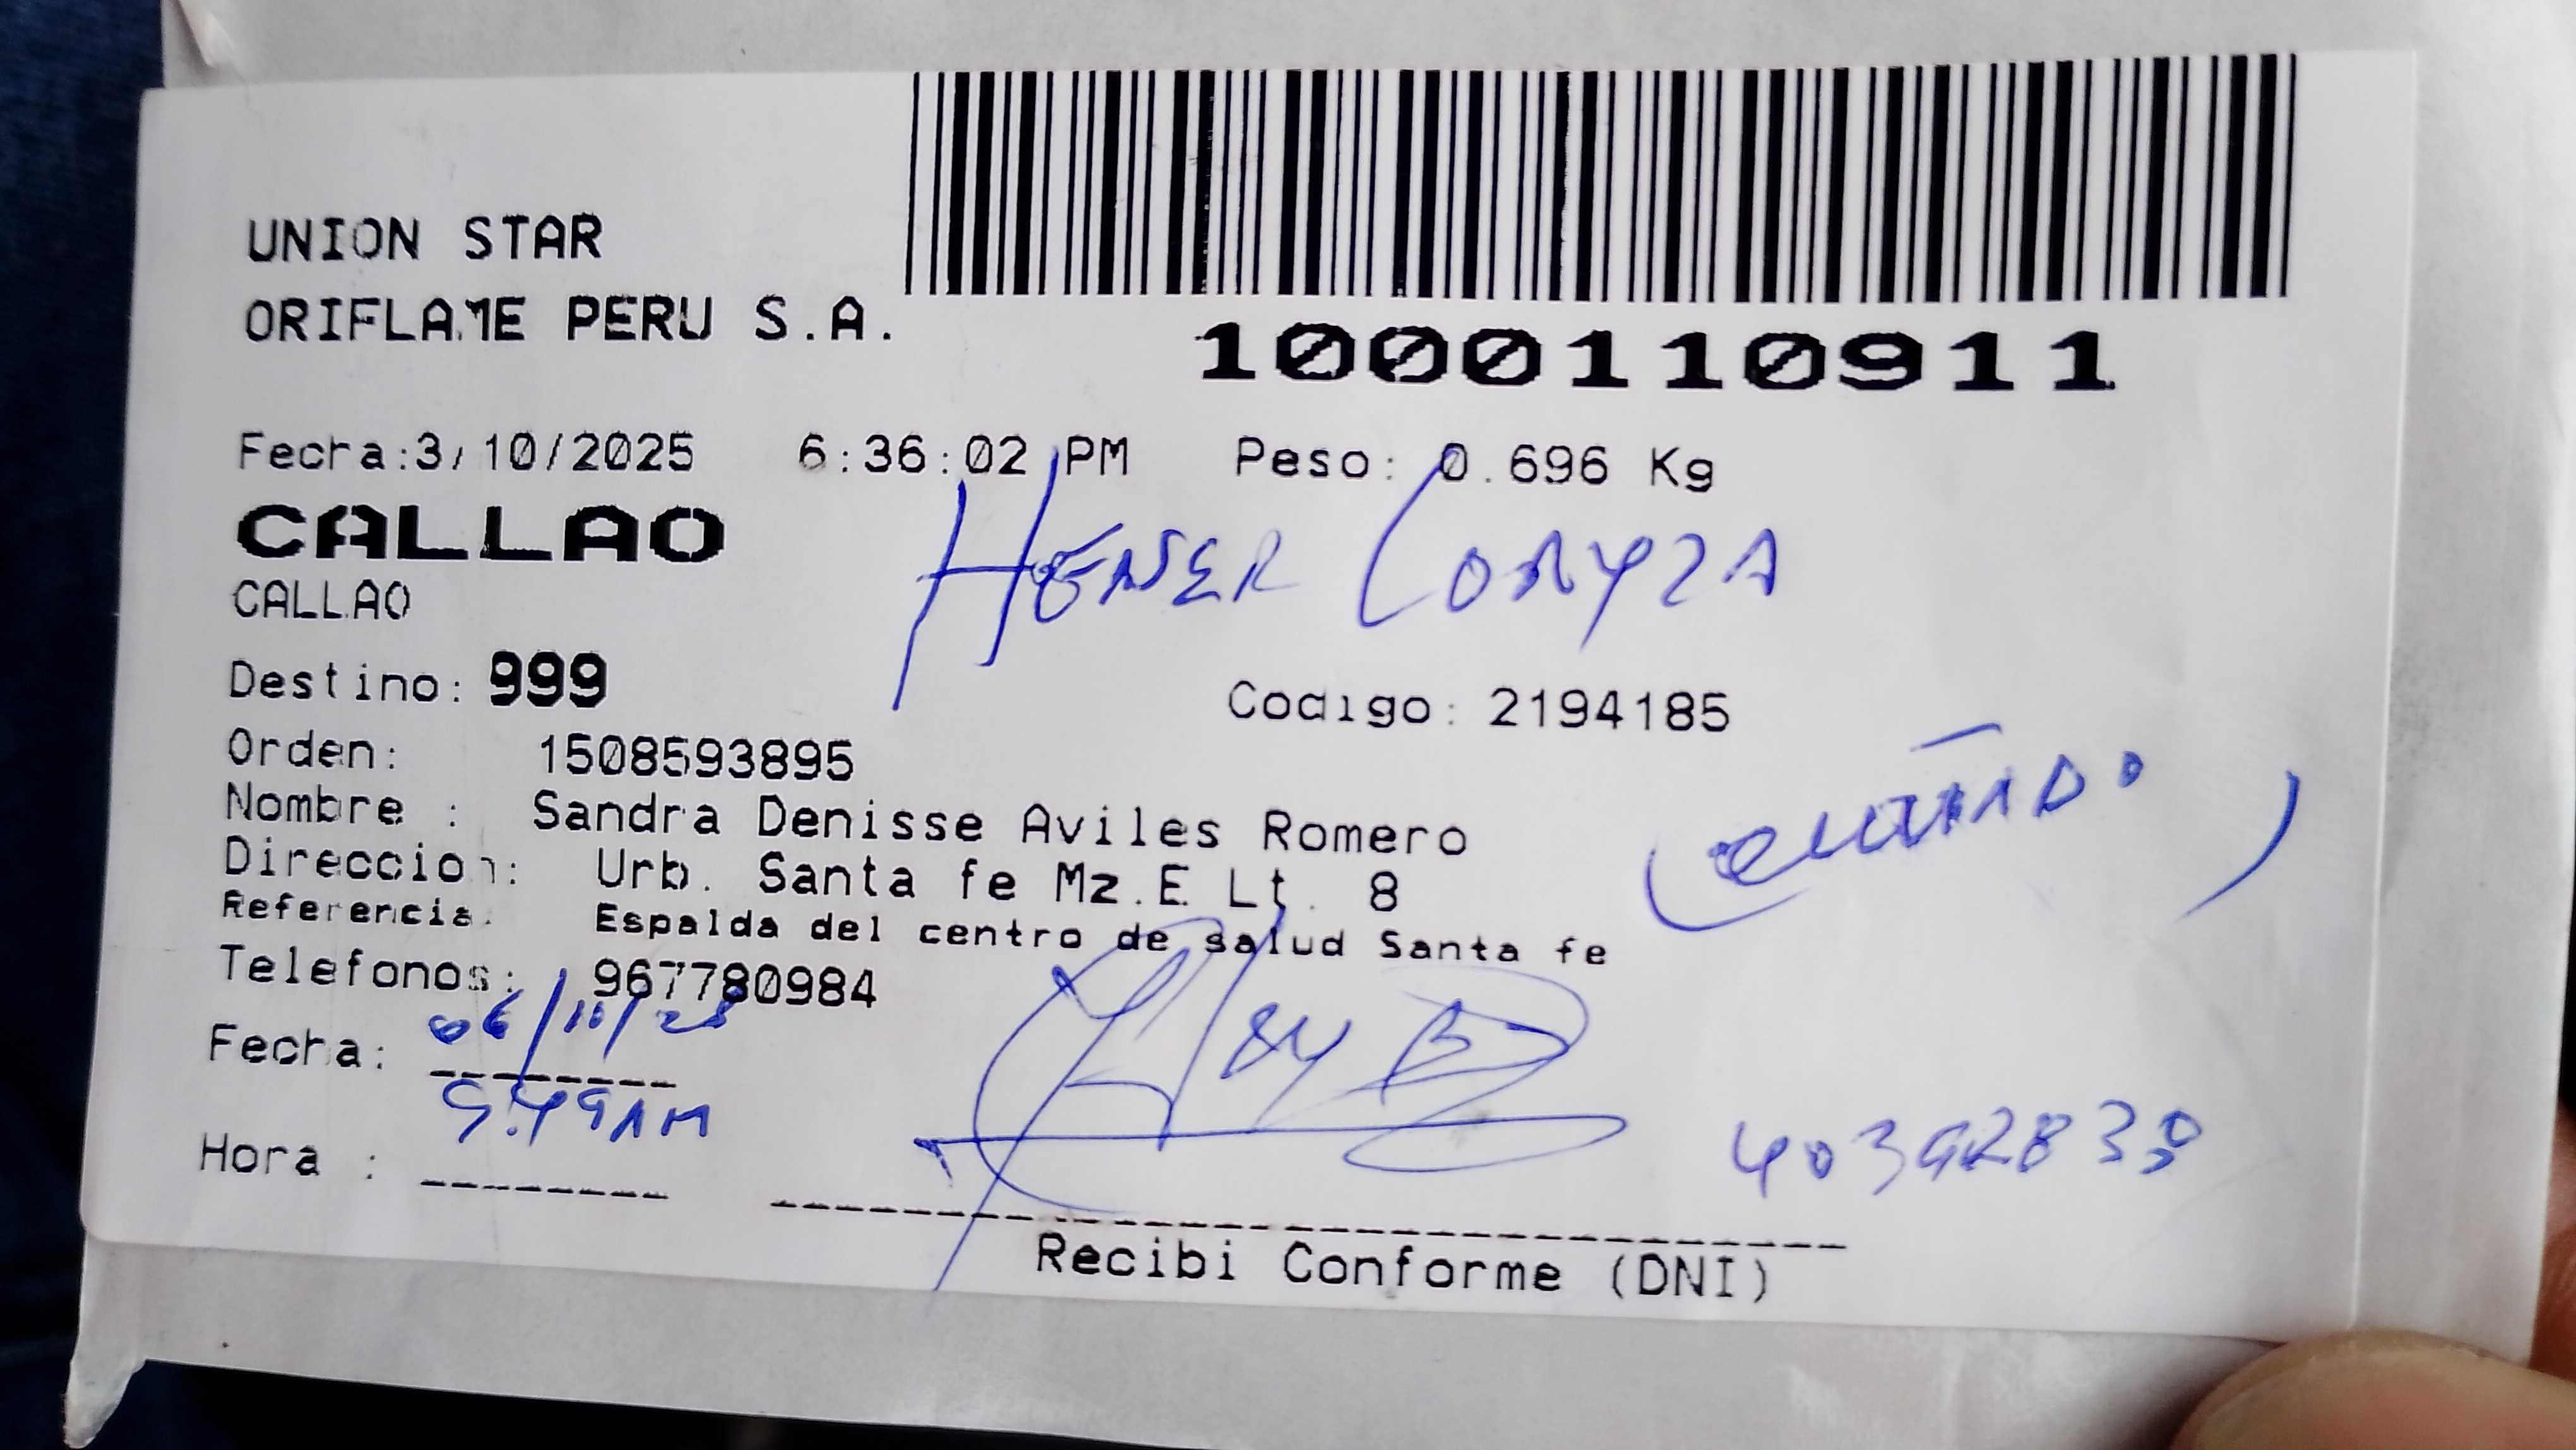 UNION STAR
ORIFLAME PERU S.A.
1000110911
Fecha:3/10/2025 6:36:02 PM Peso: 0.696 Kg
CALLAO
CALLAO
Destino: 999
Codigo: 2194185
Orden: 1508593895
Nombre : Sandra Denisse Aviles Romero
(CUÑADO)
Direccion: Urb. Santa fe Mz.E Lt. 8
Referencia: Espalda del centro de salud Santa fe
Telefonos: 967780984
Fecha:
Hora :
Recibi Conforme (DNI)